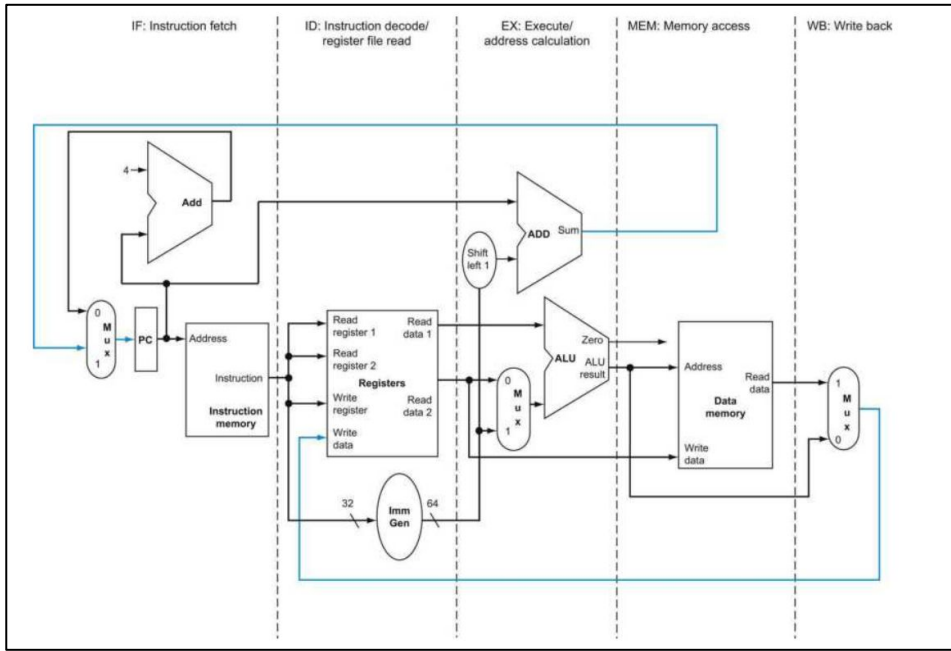 IF: Instruction fetch
ID: Instruction decode/
register file read
EX: Execute/
address calculation
MEM: Memory access
WB: Write back
4
Add
ADD
Sum
Shift
left 1
0
M
u
x
1
PC
Address
Instruction
Instruction
memory
Read
register 1
Read
register 2
Write
register
Write
data
Registers
Read
data 1
Read
data 2
0
M
u
x
1
Zero
ALU
ALU
result
Address
Read
data
Data
memory
Write
data
1
M
u
x
0
32
Imm
Gen
64